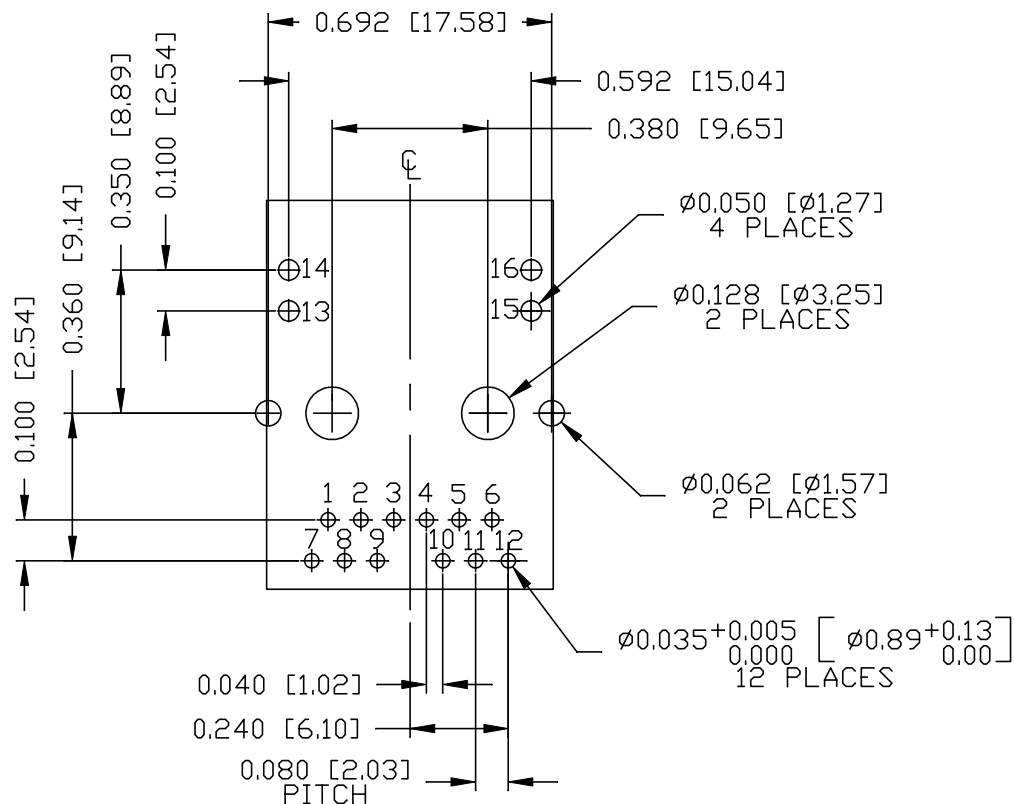 0.692 [17.58]
0.592 [15.04]
0.380 [9.65]
0.100 [2.54]
0.350 [8.89]
0.360 [9.14]
0.100 [2.54]
℄
ø0.050 [ø1.27]
4 PLACES
14
16
13
15
ø0.128 [ø3.25]
2 PLACES
ø0.062 [ø1.57]
2 PLACES
1 2 3 4 5 6
7 8 9 10 11 12
ø0.035 +0.005 0.000 [ø0.89 +0.13 0.00]
12 PLACES
0.040 [1.02]
0.240 [6.10]
0.080 [2.03]
PITCH